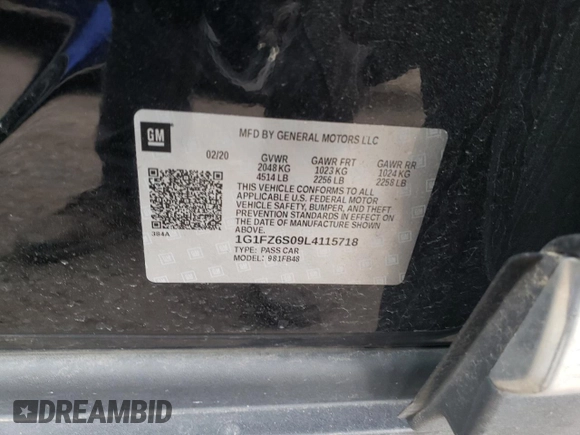 GM
MFD BY GENERAL MOTORS LLC
02/20 GVWR GAWR FRT GAWR RR
2048 KG 1023 KG 1024 KG
4514 LB 2256 LB 2258 LB
THIS VEHICLE CONFORMS TO ALL
APPLICABLE U.S. FEDERAL MOTOR
VEHICLE SAFETY, BUMPER, AND THEFT
PREVENTION STANDARDS IN EFFECT ON
THE DATE OF MANUFACTURE SHOWN
ABOVE.
384A
1G1FZ6S09L4115718
TYPE: PASS CAR
MODEL: 981FB48
DREAMBID